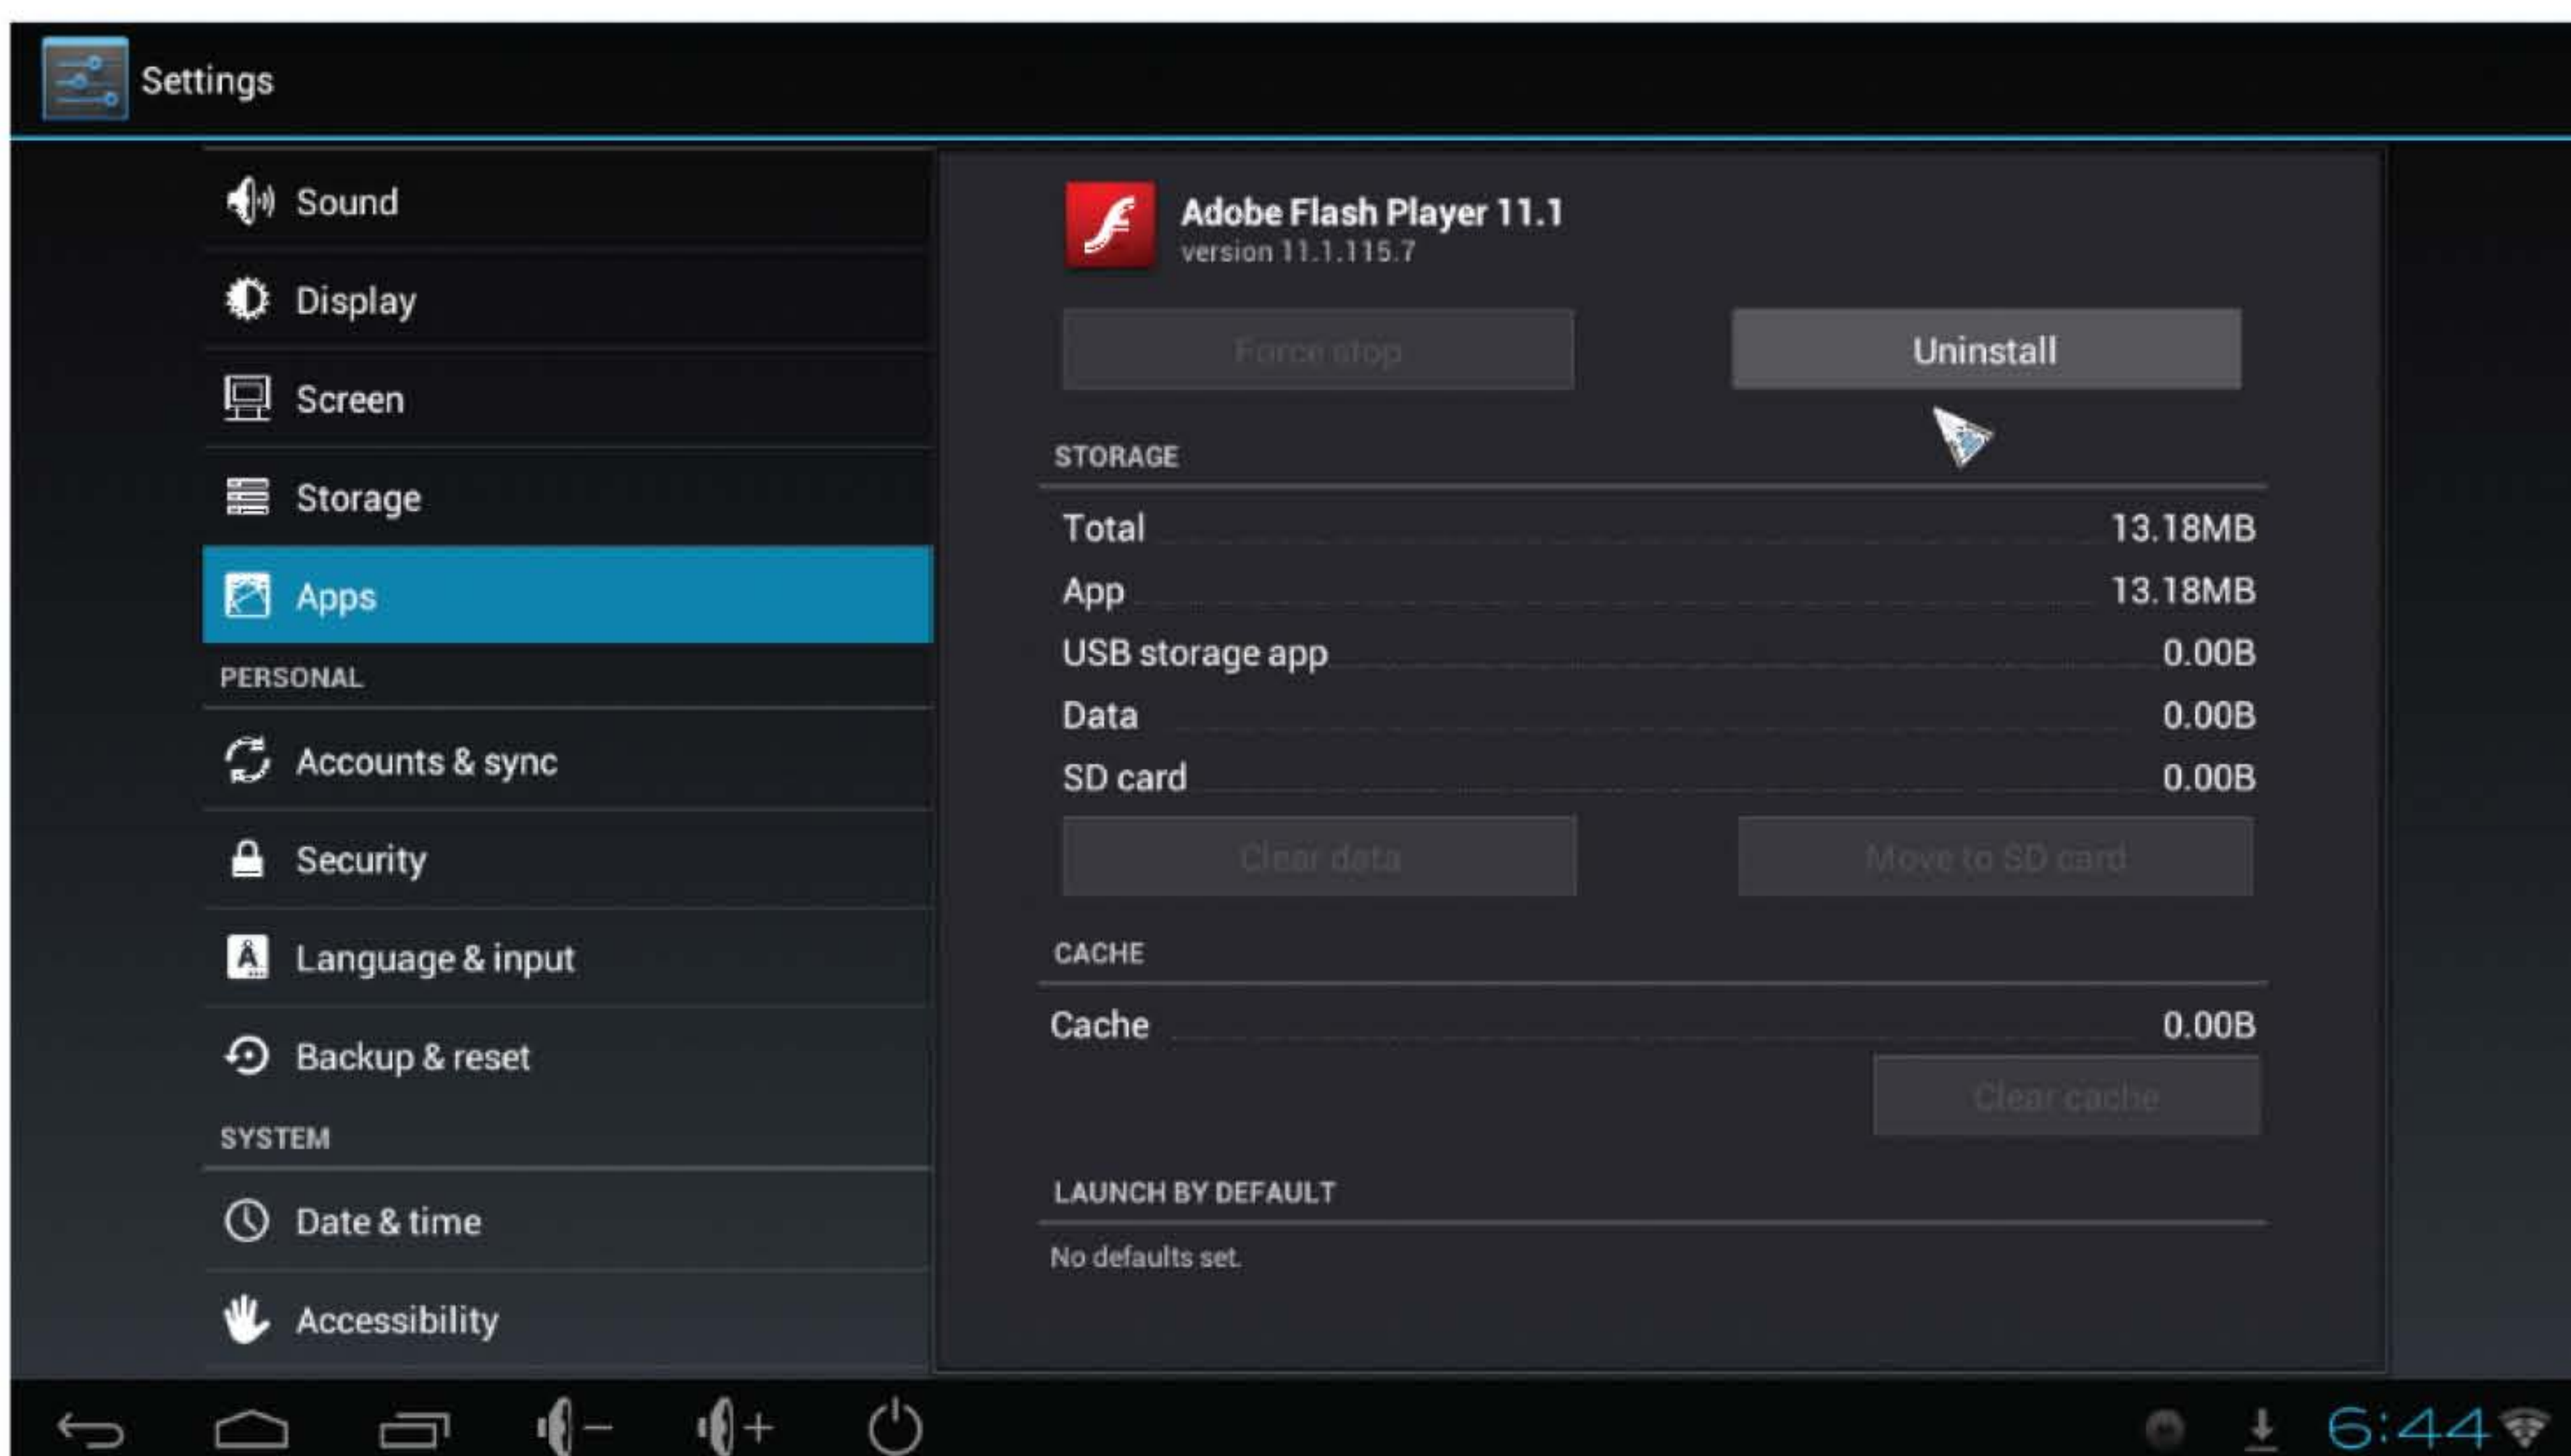 Settings
Sound
Display
Screen
Storage
Apps
PERSONAL
Accounts & sync
Security
Language & input
Backup & reset
SYSTEM
Date & time
Accessibility
Adobe Flash Player 11.1
version 11.1.115.7
Force stop
Uninstall
STORAGE
Total 13.18MB
App 13.18MB
USB storage app 0.00B
Data 0.00B
SD card 0.00B
Clear data
Move to SD card
CACHE
Cache 0.00B
Clear cache
LAUNCH BY DEFAULT
No defaults set.
6:44